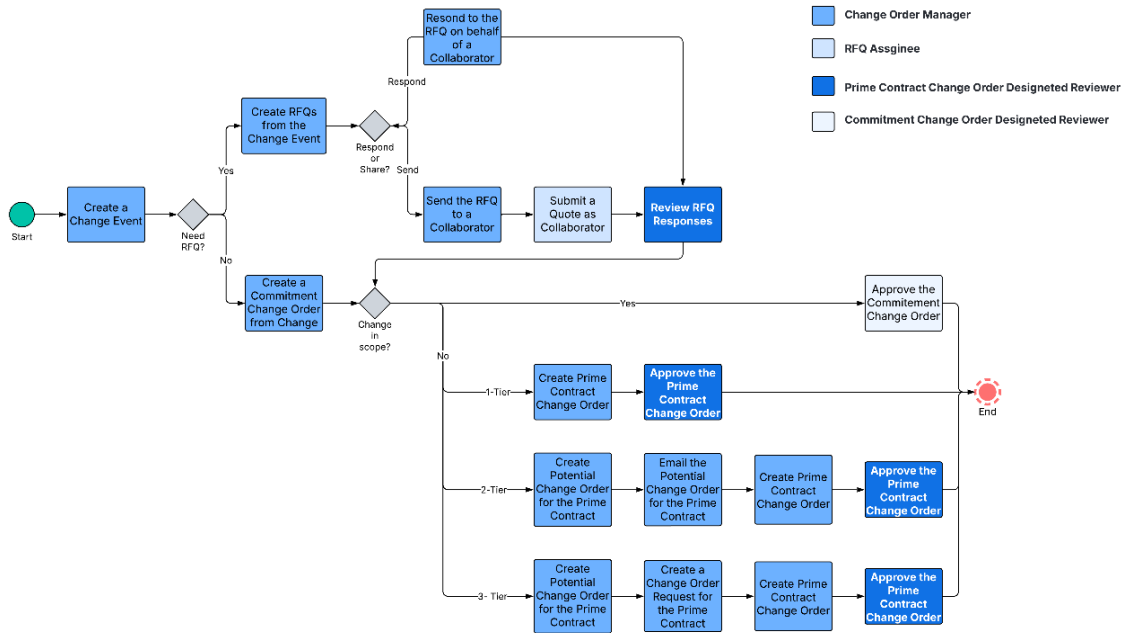 Resond to the
RFQ on behalf
of a
Collaborator
Change Order Manager
RFQ Assginee
Prime Contract Change Order Designeted Reviewer
Commitment Change Order Designeted Reviewer
Respond
Create RFQs
from the
Change Event
Respond
or
Share?
Yes
Send
Start
Create a
Change Event
Need
RFQ?
Send the RFQ
to a
Collaborator
Submit a
Quote as
Collaborator
Review RFQ
Responses
No
Create a
Commitment
Change Order
from Change
Change
in
scope?
Yes
Approve the
Commitement
Change Order
No
1-Tier
Create Prime
Contract
Change Order
Approve the
Prime
Contract
Change Order
End
2-Tier
Create
Potential
Change Order
for the Prime
Contract
Email the
Potential
Change Order
for the Prime
Contract
Create Prime
Contract
Change Order
Approve the
Prime
Contract
Change Order
3- Tier
Create
Potential
Change Order
for the Prime
Contract
Create a
Change Order
Request for
the Prime
Contract
Create Prime
Contract
Change Order
Approve the
Prime
Contract
Change Order